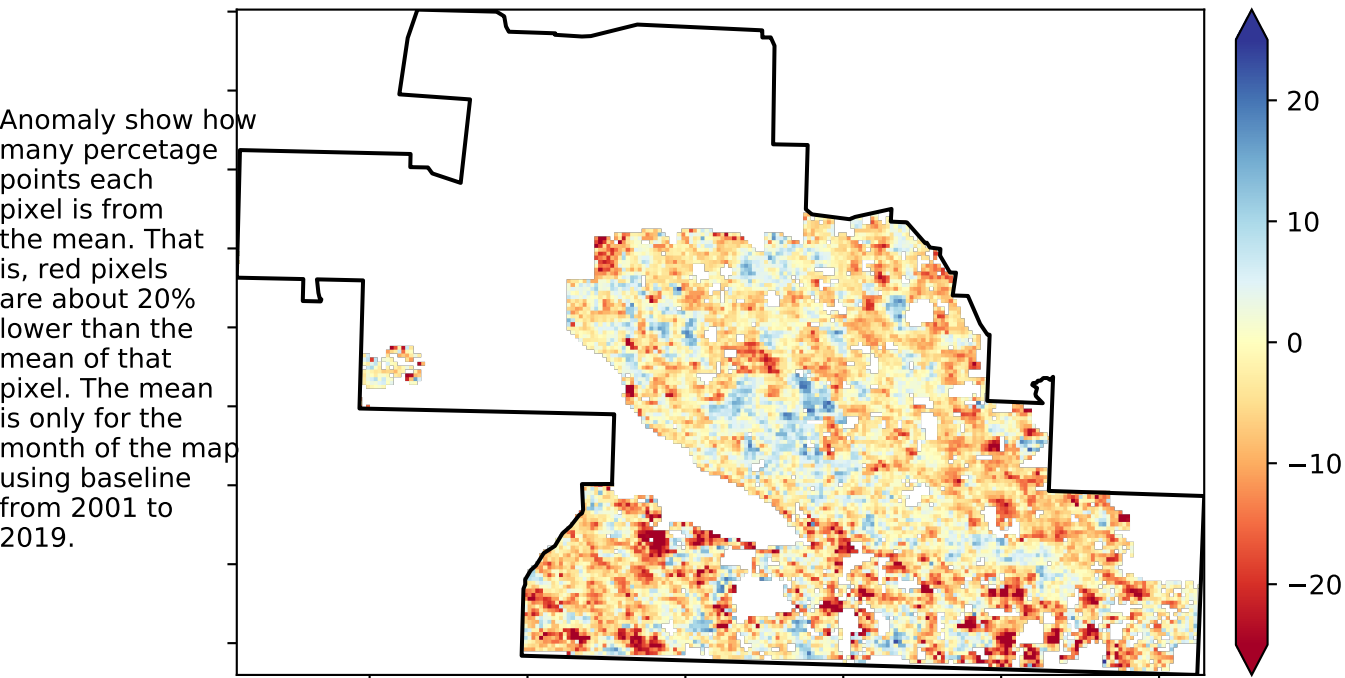 Anomaly show how
many percetage
points each
pixel is from
the mean. That
is, red pixels
are about 20%
lower than the
mean of that
pixel. The mean
is only for the
month of the map
using baseline
from 2001 to
2019.
20
10
0
−10
−20